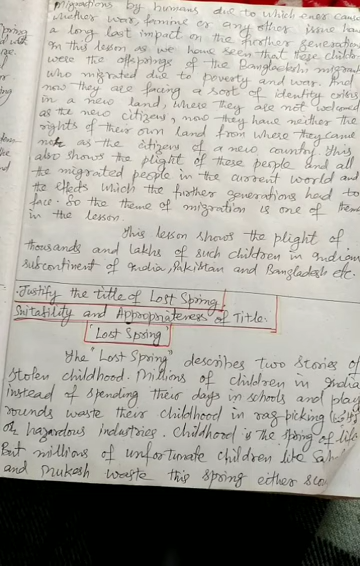 migrations by humans due to which ever cause
whether war, famine or any other issue have
a long last impact on the further generation
In this lesson as we have seen that these child
were the offsprings of the Bangladeshi migran
who migrated due to poverty and war. And
now they are facing a sort of identity crisis
in a new land, where they are not welcomed
as the new citizens, now they have neither the
rights of their own land from where they came
nor as the citizens of a new country. This
also shows the plight of these people and all
the migrated people in the current world and
the effects which the further generations had to
face. So the theme of migration is one of them
in the lesson.
This lesson shows the plight of
thousands and lakhs of such children in Indian
subcontinent of India, Pakistan and Bangladesh etc.
Justify the title of Lost Spring
Suitability and Appropriateness of Title:
"Lost Spring"
The "Lost Spring" describes two stories of
stolen childhood. Millions of children in India
instead of spending their days in schools and play
rounds waste their childhood in rag-picking
or hazardous industries. Childhood is the spring of life
But millions of unfortunate children like Sahe
and Mukesh waste this spring either